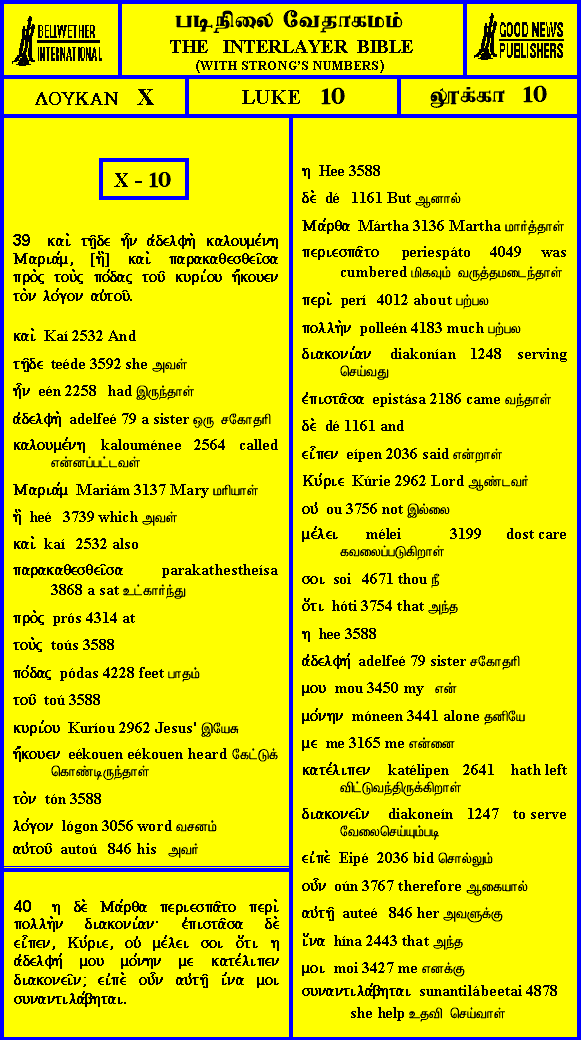 BELLWETHER
INTERNATIONAL
படிநிலை வேதாகமம்
THE INTERLAYER BIBLE
(WITH STRONG'S NUMBERS)
GOOD NEWS
PUBLISHERS
ΛΟΥΚΑΝ X
LUKE 10
லூக்கா 10
X - 10
39 καὶ τῇδε ἦν ἀδελφὴ καλουμένη
Μαριάμ, [ἣ] καὶ παρακαθεσθεῖσα
πρὸς τοὺς πόδας τοῦ κυρίου ἤκουεν
τὸν λόγον αὐτοῦ.
καὶ Kaí 2532 And
τῇδε teéde 3592 she அவள்
ἦν eén 2258 had இருந்தாள்
ἀδελφὴ adelfeé 79 a sister ஒரு சகோதரி
καλουμένη kalouménee 2564 called
என்னப்பட்டவள்
Μαριάμ Mariám 3137 Mary மரியாள்
ἣ heé 3739 which அவள்
καὶ kaí 2532 also
παρακαθεσθεῖσα parakathestheísa
3868 a sat உட்கார்ந்து
πρὸς prós 4314 at
τοὺς toús 3588
πόδας pódas 4228 feet பாதம்
τοῦ toú 3588
κυρίου Kuríou 2962 Jesus' இயேசு
ἤκουεν eékouen eékouen heard கேட்டுக்
கொண்டிருந்தாள்
τὸν tón 3588
λόγον lógon 3056 word வசனம்
αὐτοῦ autoú 846 his அவர்
40 η δὲ Μάρθα περιεσπᾶτο περὶ
πολλὴν διακονίαν· ἐπιστᾶσα δὲ
εἶπεν, Κύριε, οὐ μέλει σοι ὅτι η
ἀδελφή μου μόνην με κατέλιπεν
διακονεῖν; εἰπὲ οὖν αὐτῇ ἵνα μοι
συναντιλάβηται.
η Hee 3588
δὲ dé 1161 But ஆனால்
Μάρθα Mártha 3136 Martha மார்த்தாள்
περιεσπᾶτο periespáto 4049 was
cumbered மிகவும் வருத்தமடைந்தாள்
περὶ perí 4012 about பற்பல
πολλὴν polleén 4183 much பற்பல
διακονίαν diakonían 1248 serving
செய்வது
ἐπιστᾶσα epistása 2186 came வந்தாள்
δὲ dé 1161 and
εἶπεν eípen 2036 said என்றாள்
Κύριε Kúrie 2962 Lord ஆண்டவர்
οὐ ou 3756 not இல்லை
μέλει mélei 3199 dost care
கவலைப்படுகிறாள்
σοι soi 4671 thou நீ
ὅτι hóti 3754 that அந்த
η hee 3588
ἀδελφή adelfeé 79 sister சகோதரி
μου mou 3450 my என்
μόνην móneen 3441 alone தனியே
με me 3165 me என்னை
κατέλιπεν katélipen 2641 hath left
விட்டுவந்திருக்கிறாள்
διακονεῖν diakoneín 1247 to serve
வேலைசெய்யும்படி
εἰπὲ Eipé 2036 bid சொல்லும்
οὖν oún 3767 therefore ஆகையால்
αὐτῇ auteé 846 her அவளுக்கு
ἵνα hína 2443 that அந்த
μοι moi 3427 me எனக்கு
συναντιλάβηται sunantilábeetai 4878
she help உதவி செய்வாள்